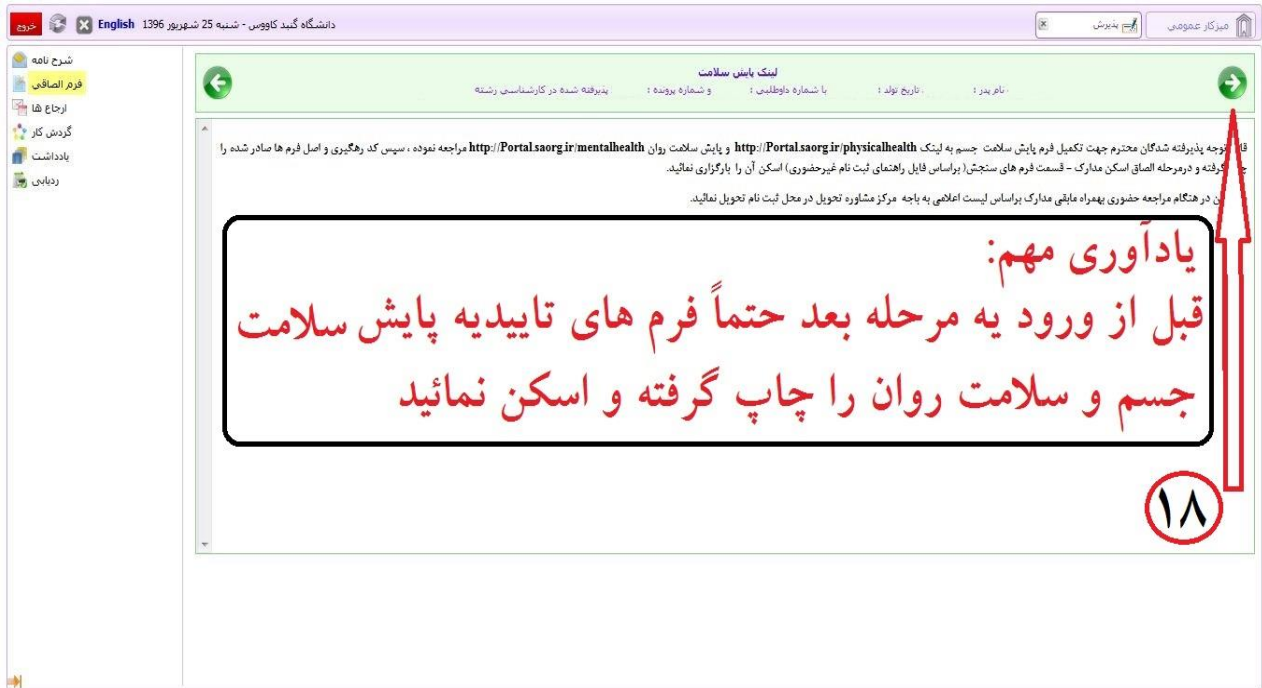 میزکار عمومی
پذیرش
دانشگاه گنبد کاووس - شنبه 25 شهریور 1396 English خروج
شرح نامه
فرم الصاقی
ارجاع ها
گردش کار
یادداشت
ردیابی
لینک پایش سلامت
نام پدر : ، تاریخ تولد : با شماره داوطلبی : و شماره پرونده : پذیرفته شده در کارشناسی رشته
توجه پذیرفته شدگان محترم جهت تکمیل فرم پایش سلامت جسم به لینک http://Portal.saorg.ir/physicalhealth و پایش سلامت روان http://Portal.saorg.ir/mentalhealth مراجعه نموده ، سپس کد رهگیری و اصل فرم ها صادر شده را
گرفته و درمرحله الصاق اسکن مدارک – قسمت فرم های سنجش( براساس فایل راهنمای ثبت نام غیرحضوری) اسکن آن را بارگزاری نمائید.
در هنگام مراجعه حضوری بهمراه مابقی مدارک براساس لیست اعلامی به باجه مرکز مشاوره تحویل در محل ثبت نام تحویل نمائید.
یادآوری مهم:
قبل از ورود یه مرحله بعد حتماً فرم های تاییدیه پایش سلامت
جسم و سلامت روان را چاپ گرفته و اسکن نمائید
۱۸